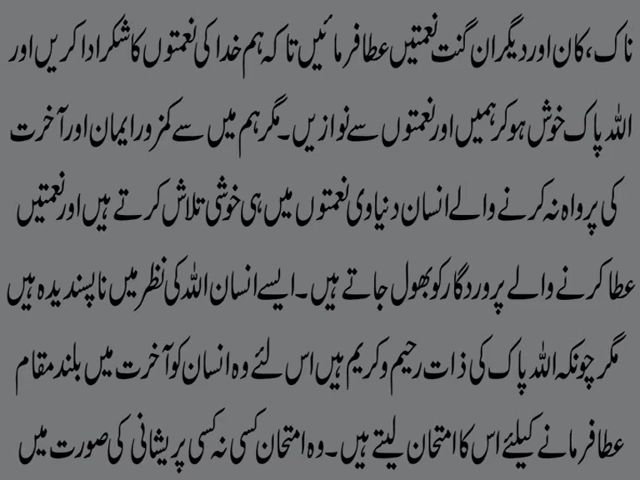 ناک، کان اور دیگر ان گنت نعمتیں عطا فرمائیں تا کہ ہم خدا کی نعمتوں کا شکر ادا کریں اور
اللہ پاک خوش ہو کر ہمیں اور نعمتوں سے نوازیں۔ مگر ہم میں سے کمزور ایمان اور آخرت
کی پرواہ نہ کرنے والے انسان دنیاوی نعمتوں میں ہی خوشی تلاش کرتے ہیں اور نعمتیں
عطا کرنے والے پروردگار کو بھول جاتے ہیں۔ ایسے انسان اللہ کی نظر میں ناپسندیدہ ہیں
مگر چونکہ اللہ پاک کی ذات رحیم و کریم ہیں اس لئے وہ انسان کو آخرت میں بلند مقام
عطا فرمانے کیلئے اس کا امتحان لیتے ہیں۔ وہ امتحان کسی نہ کسی پریشانی کی صورت میں